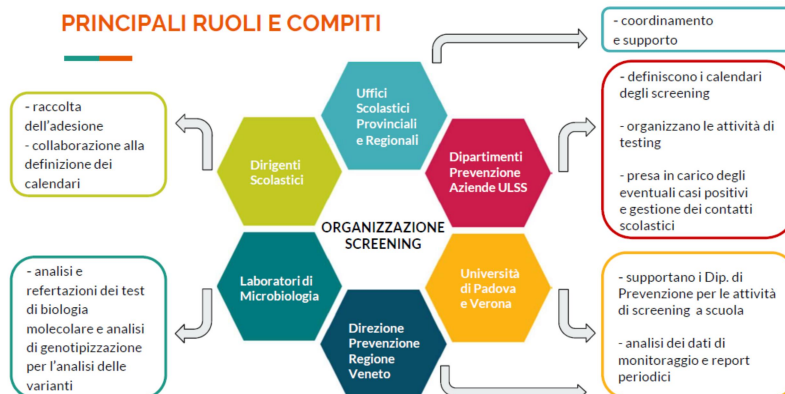 PRINCIPALI RUOLI E COMPITI
- coordinamento
e supporto
Uffici
Scolastici
Provinciali
e Regionali
- raccolta
dell'adesione
- collaborazione alla
definizione dei
calendari
Dirigenti
Scolastici
Dipartimenti
Prevenzione
Aziende ULSS
- definiscono i calendari
degli screening
- organizzano le attività di
testing
- presa in carico degli
eventuali casi positivi
e gestione dei contatti
scolastici
ORGANIZZAZIONE
SCREENING
- analisi e
refertazioni dei test
di biologia
molecolare e analisi
di genotipizzazione
per l'analisi delle
varianti
Laboratori di
Microbiologia
Università
di Padova
e Verona
- supportano i Dip. di
Prevenzione per le attività
di screening a scuola
- analisi dei dati di
monitoraggio e report
periodici
Direzione
Prevenzione
Regione
Veneto